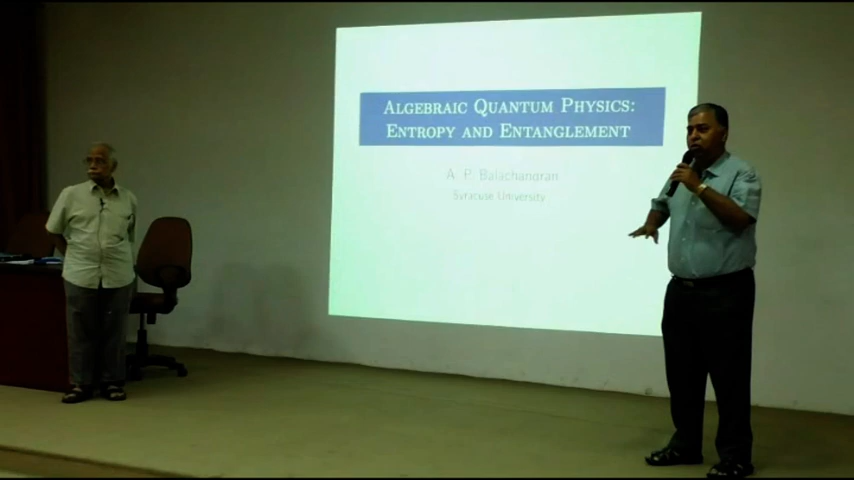 ALGEBRAIC QUANTUM PHYSICS:
ENTROPY AND ENTANGLEMENT
A. P. Balachandran
Syracuse University